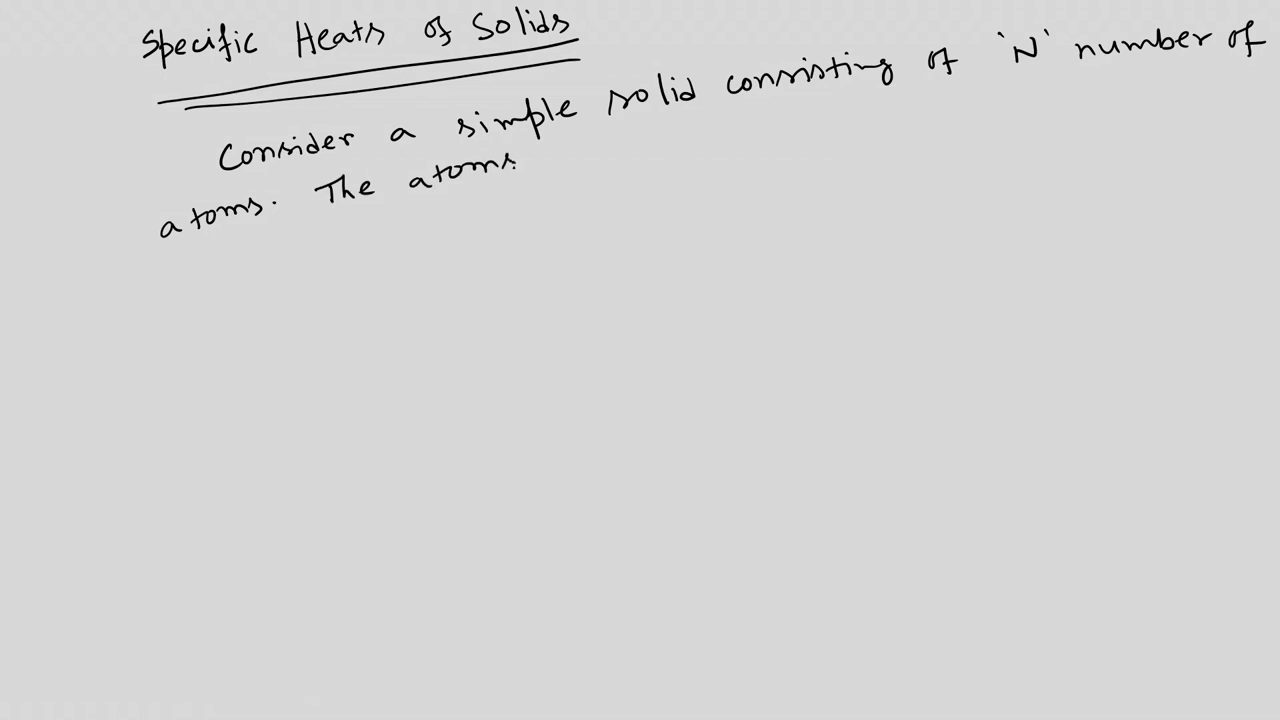 Specific Heats of Solids
Consider a simple solid consisting of 'N' number of
atoms. The atoms